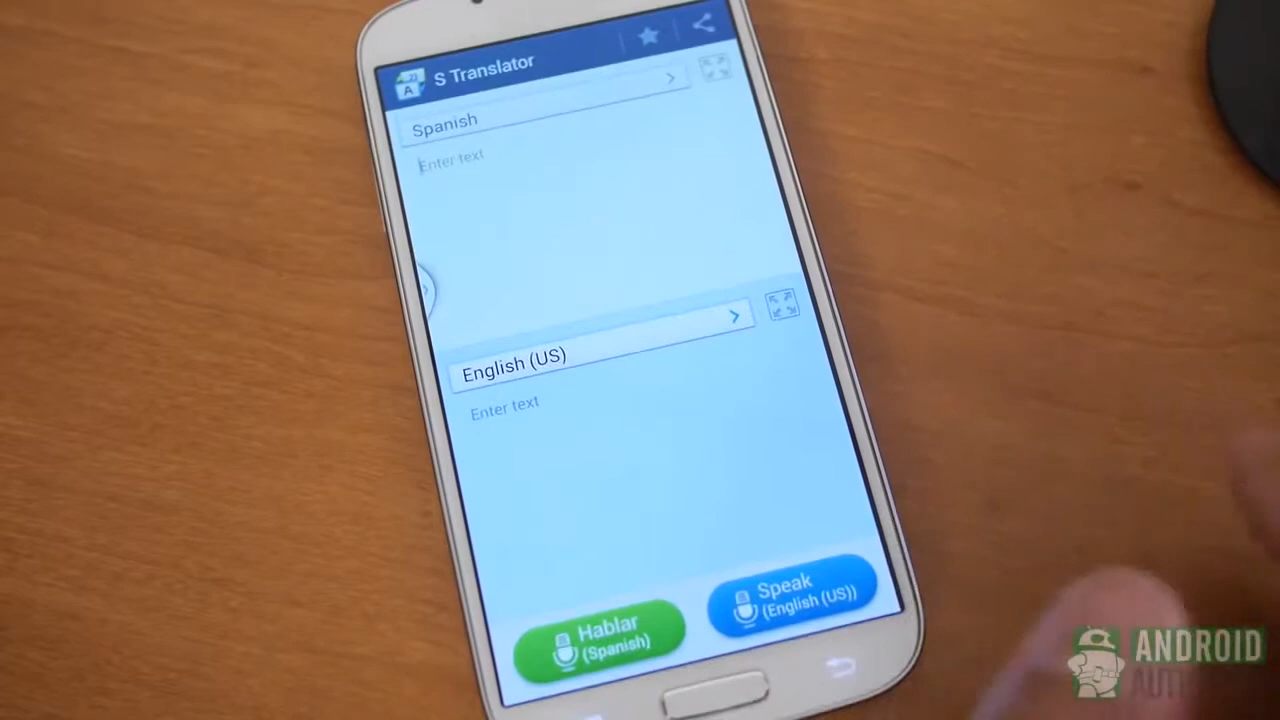 S Translator
Spanish
Enter text
English (US)
Enter text
Hablar
(Spanish)
Speak
(English (US))
ANDROID